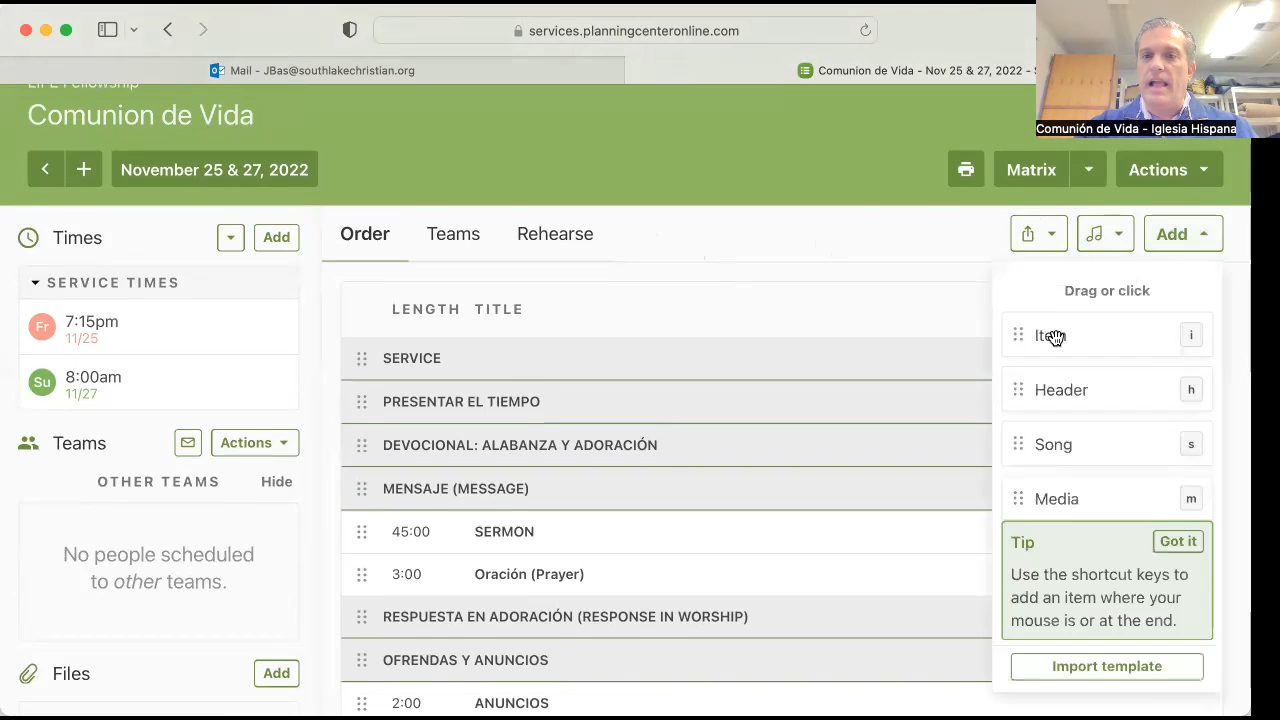 services.planningcenteronline.com
Mail - JBas@southlakechristian.org
Comunion de Vida - Nov 25 & 27, 2022 - S
LIFE Fellowship
Comunion de Vida
Comunión de Vida - Iglesia Hispana
November 25 & 27, 2022
Matrix
Actions
Times
Add
SERVICE TIMES
Fr
7:15pm
11/25
Su
8:00am
11/27
Teams
Actions
OTHER TEAMS
Hide
No people scheduled
to other teams.
Files
Add
Order
Teams
Rehearse
Add
LENGTH TITLE
SERVICE
PRESENTAR EL TIEMPO
DEVOCIONAL: ALABANZA Y ADORACIÓN
MENSAJE (MESSAGE)
45:00 SERMON
3:00 Oración (Prayer)
RESPUESTA EN ADORACIÓN (RESPONSE IN WORSHIP)
OFRENDAS Y ANUNCIOS
2:00 ANUNCIOS
Drag or click
Item i
Header h
Song s
Media m
Tip
Got it
Use the shortcut keys to
add an item where your
mouse is or at the end.
Import template